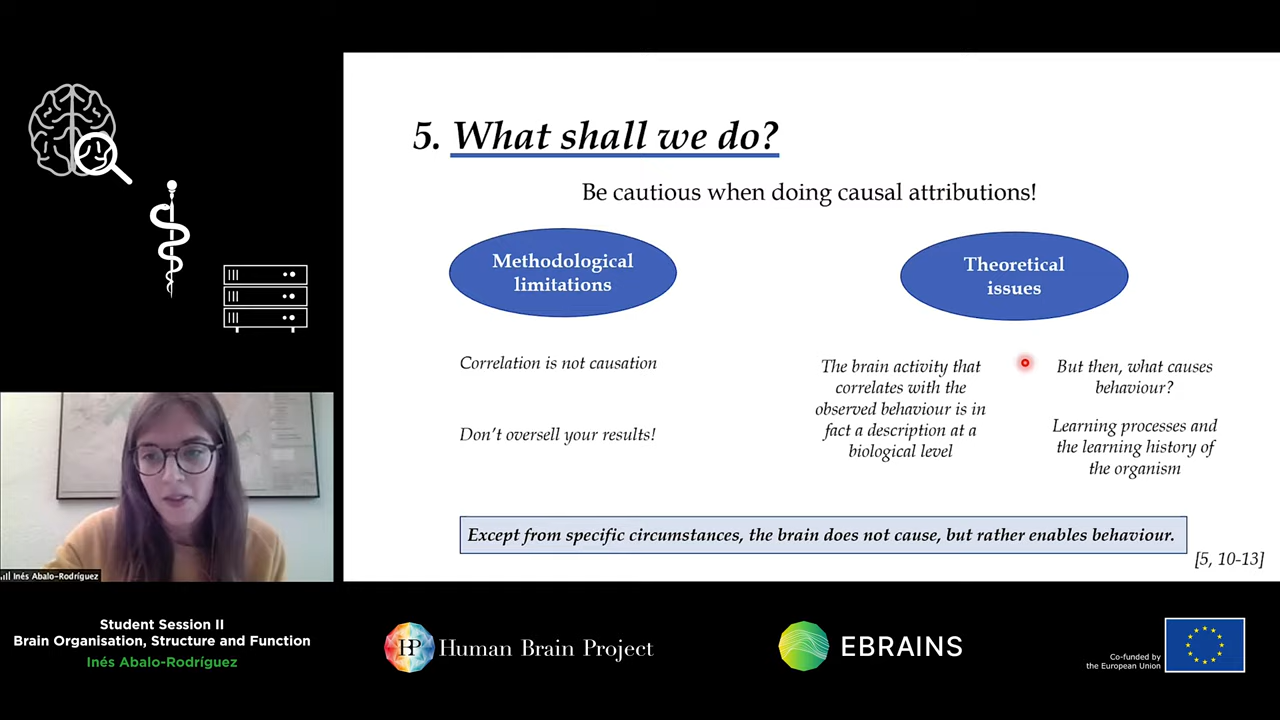 5. What shall we do?
Be cautious when doing causal attributions!
Methodological
limitations
Theoretical
issues
Correlation is not causation
Don't oversell your results!
The brain activity that
correlates with the
observed behaviour is in
fact a description at a
biological level
But then, what causes
behaviour?
Learning processes and
the learning history of
the organism
Except from specific circumstances, the brain does not cause, but rather enables behaviour.
[5, 10-13]
Inés Abalo-Rodríguez
Student Session II
Brain Organisation, Structure and Function
Inés Abalo-Rodríguez
HBP Human Brain Project
EBRAINS
Co-funded by
the European Union